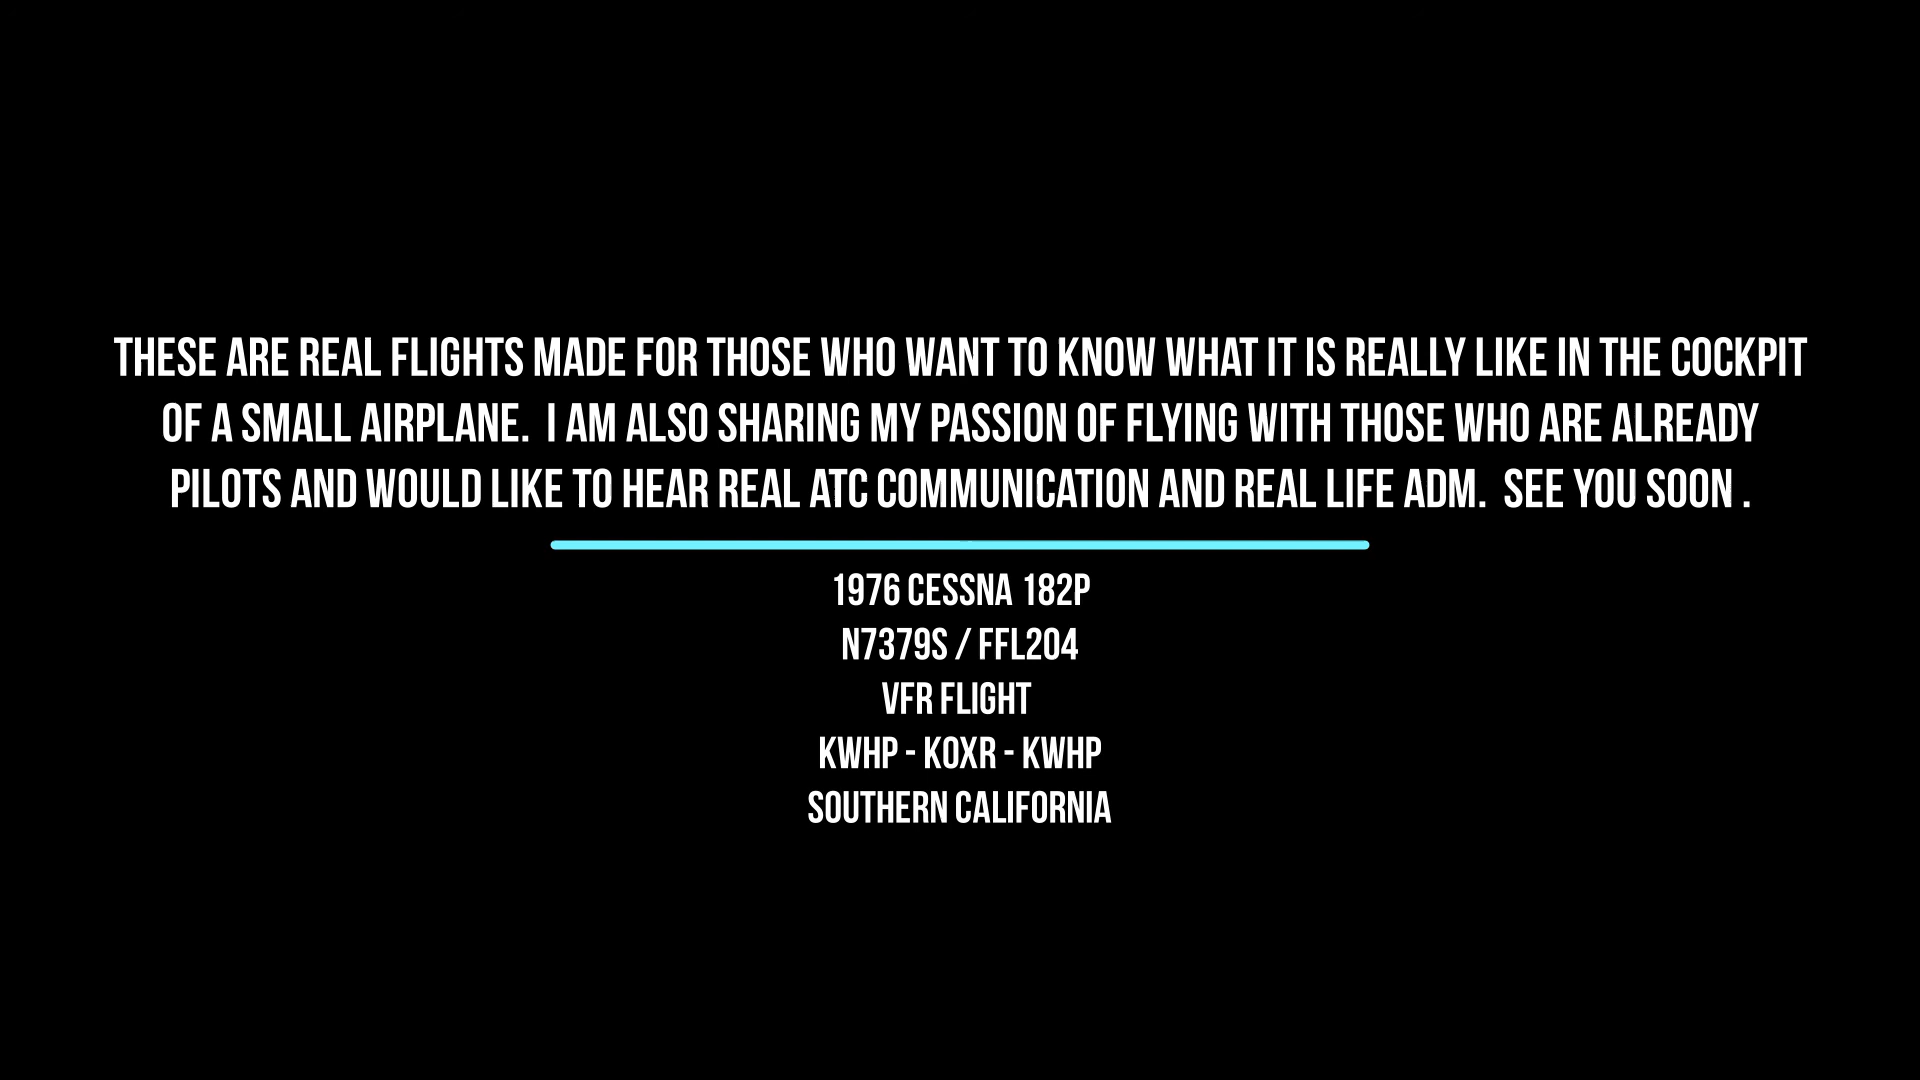 THESE ARE REAL FLIGHTS MADE FOR THOSE WHO WANT TO KNOW WHAT IT IS REALLY LIKE IN THE COCKPIT
OF A SMALL AIRPLANE.  I AM ALSO SHARING MY PASSION OF FLYING WITH THOSE WHO ARE ALREADY
PILOTS AND WOULD LIKE TO HEAR REAL ATC COMMUNICATION AND REAL LIFE ADM.  SEE YOU SOON .
1976 CESSNA 182P
N7379S / FFL204
VFR FLIGHT
KWHP - KOXR - KWHP
SOUTHERN CALIFORNIA